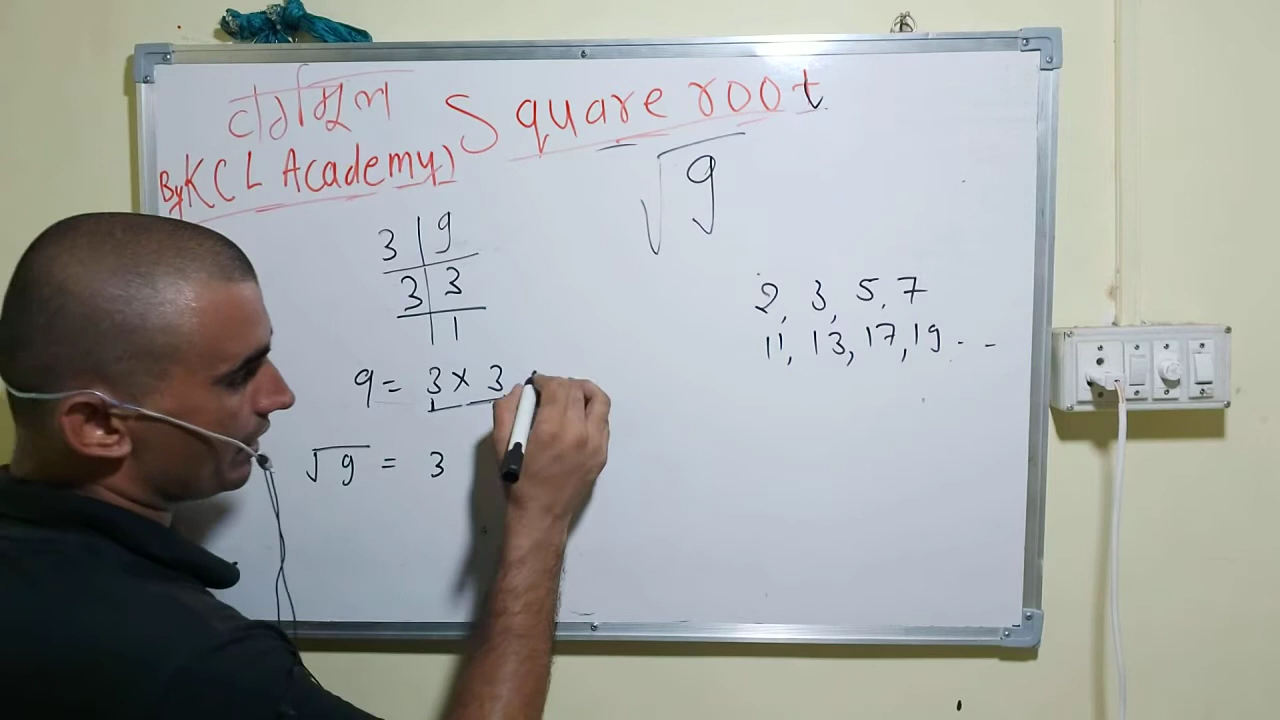 वर्गमूल Square root
By KCL Academy)
√9
3 | 9
3 | 3
| 1
2, 3, 5, 7
11, 13, 17, 19 . . -
9 = 3 × 3
√9 = 3